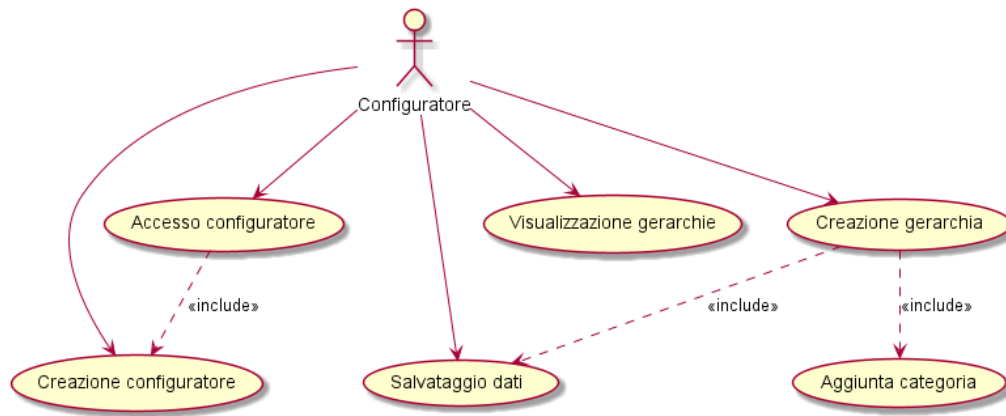 Configuratore
Accesso configuratore
Visualizzazione gerarchie
Creazione gerarchia
«include»
«include»
«include»
Creazione configuratore
Salvataggio dati
Aggiunta categoria